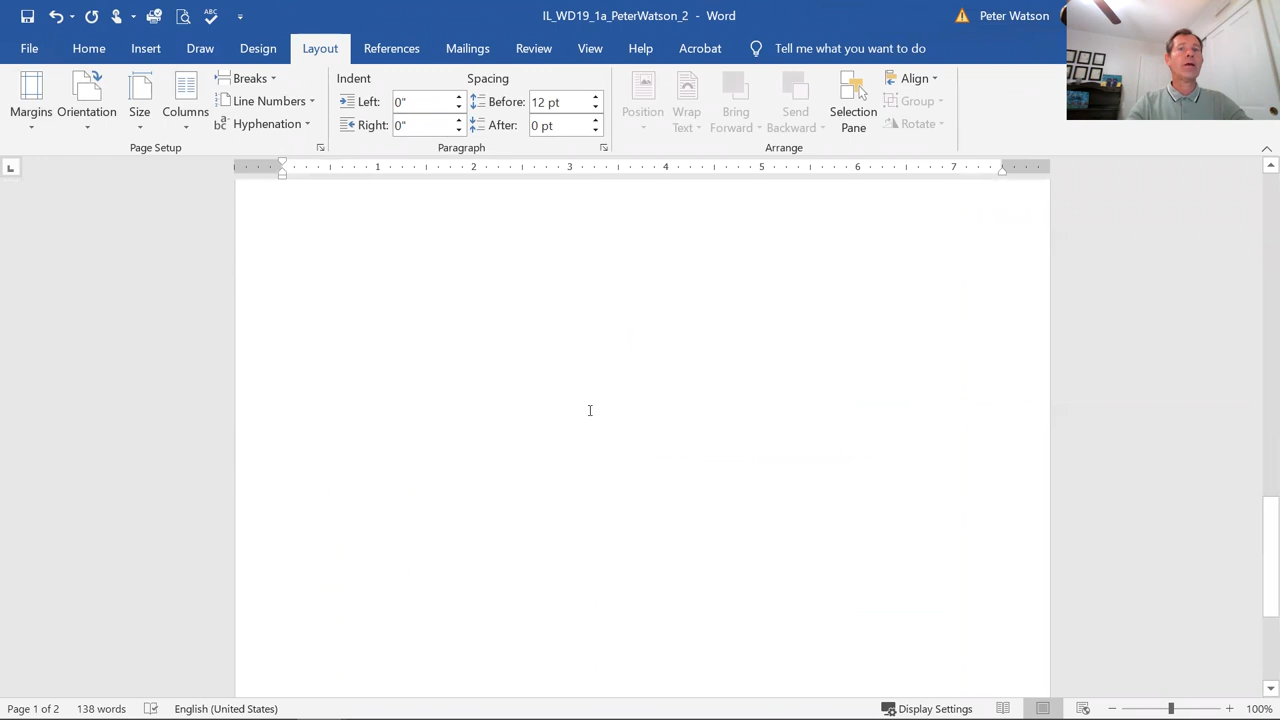 IL_WD19_1a_PeterWatson_2 - Word
Peter Watson
File
Home
Insert
Draw
Design
Layout
References
Mailings
Review
View
Help
Acrobat
Tell me what you want to do
Margins
Orientation
Size
Columns
Breaks
Line Numbers
Hyphenation
Page Setup
Indent
Left: 0"
Right: 0"
Spacing
Before: 12 pt
After: 0 pt
Paragraph
Position
Wrap
Text
Bring
Forward
Send
Backward
Selection
Pane
Align
Group
Rotate
Arrange
1 2 3 4 5 6 7
Page 1 of 2
138 words
English (United States)
Display Settings
100%